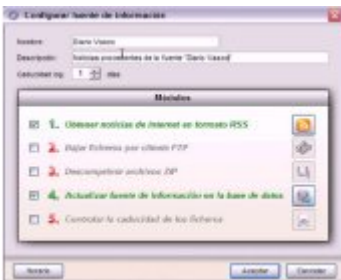 Configurar fuente de información
Nombre: Diario Vasco
Descripción: Noticias procedentes de la fuente "Diario Vasco"
Caducidad log: 1 días
Módulos
1. Obtener noticias de Internet en formato RSS
2. Bajar ficheros por cliente FTP
3. Descomprimir archivos ZIP
4. Actualizar fuente de información en la base de datos
5. Controlar la caducidad de los ficheros
Horario Aceptar Cancelar